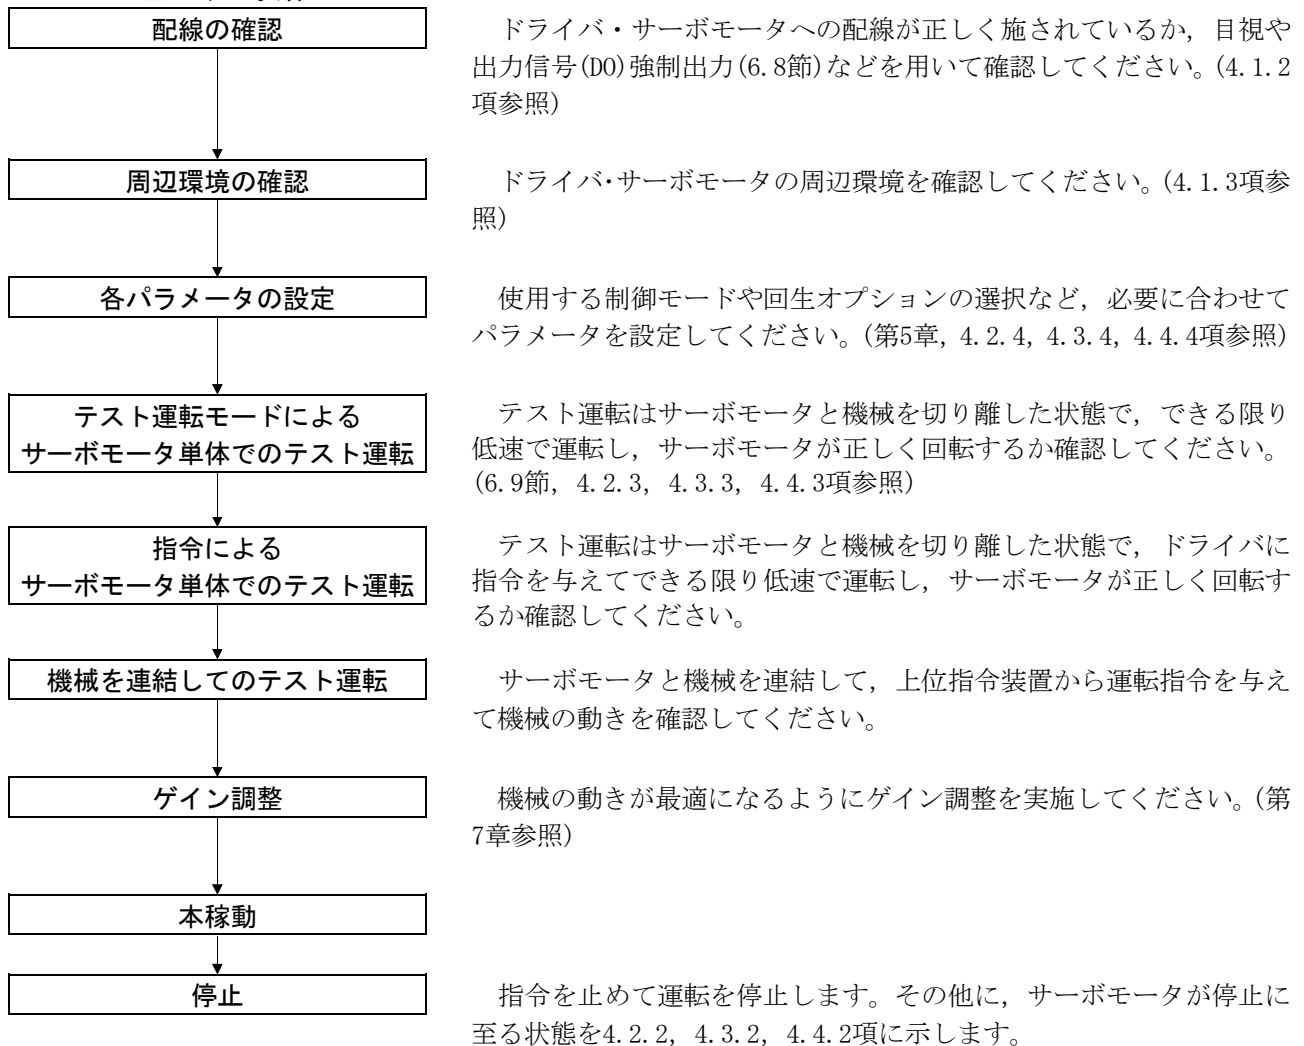 配線の確認
ドライバ・サーボモータへの配線が正しく施されているか，目視や
出力信号(DO)強制出力(6.8節)などを用いて確認してください。(4.1.2
項参照)
周辺環境の確認
ドライバ・サーボモータの周辺環境を確認してください。(4.1.3項参
照)
各パラメータの設定
使用する制御モードや回生オプションの選択など，必要に合わせて
パラメータを設定してください。(第5章, 4.2.4, 4.3.4, 4.4.4項参照)
テスト運転モードによる
サーボモータ単体でのテスト運転
テスト運転はサーボモータと機械を切り離した状態で，できる限り
低速で運転し，サーボモータが正しく回転するか確認してください。
(6.9節, 4.2.3, 4.3.3, 4.4.3項参照)
指令による
サーボモータ単体でのテスト運転
テスト運転はサーボモータと機械を切り離した状態で，ドライバに
指令を与えてできる限り低速で運転し，サーボモータが正しく回転す
るか確認してください。
機械を連結してのテスト運転
サーボモータと機械を連結して，上位指令装置から運転指令を与え
て機械の動きを確認してください。
ゲイン調整
機械の動きが最適になるようにゲイン調整を実施してください。(第
7章参照)
本稼動
停止
指令を止めて運転を停止します。その他に，サーボモータが停止に
至る状態を4.2.2, 4.3.2, 4.4.2項に示します。